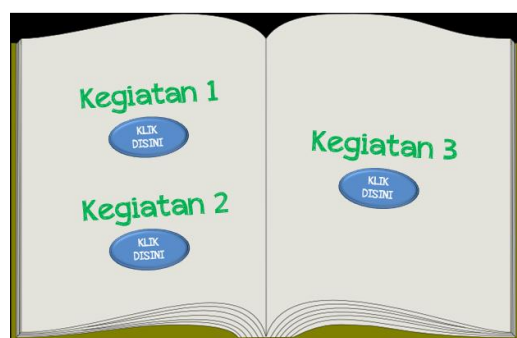 Kegiatan 1
KLIK
DISINI
Kegiatan 2
KLIK
DISINI
Kegiatan 3
KLIK
DISINI